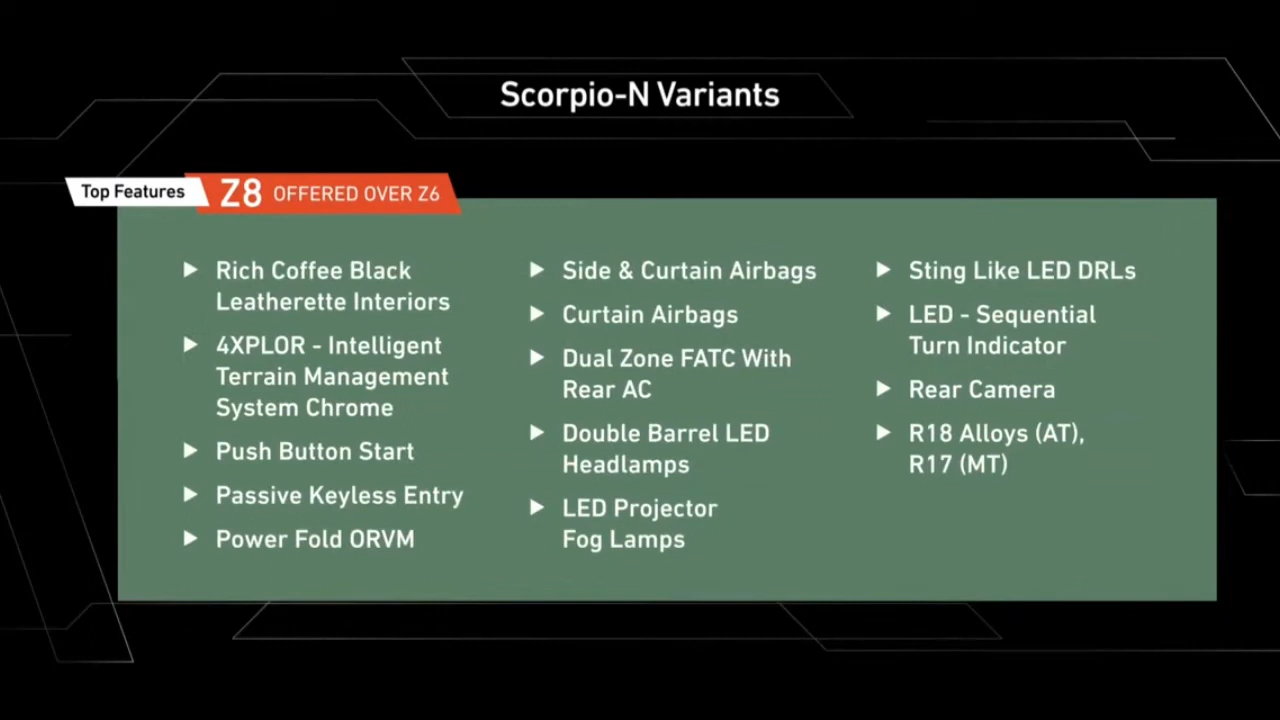 Scorpio-N Variants
Top Features
Z8 OFFERED OVER Z6
Rich Coffee Black
Leatherette Interiors
4XPLOR - Intelligent
Terrain Management
System Chrome
Push Button Start
Passive Keyless Entry
Power Fold ORVM
Side & Curtain Airbags
Curtain Airbags
Dual Zone FATC With
Rear AC
Double Barrel LED
Headlamps
LED Projector
Fog Lamps
Sting Like LED DRLs
LED - Sequential
Turn Indicator
Rear Camera
R18 Alloys (AT),
R17 (MT)